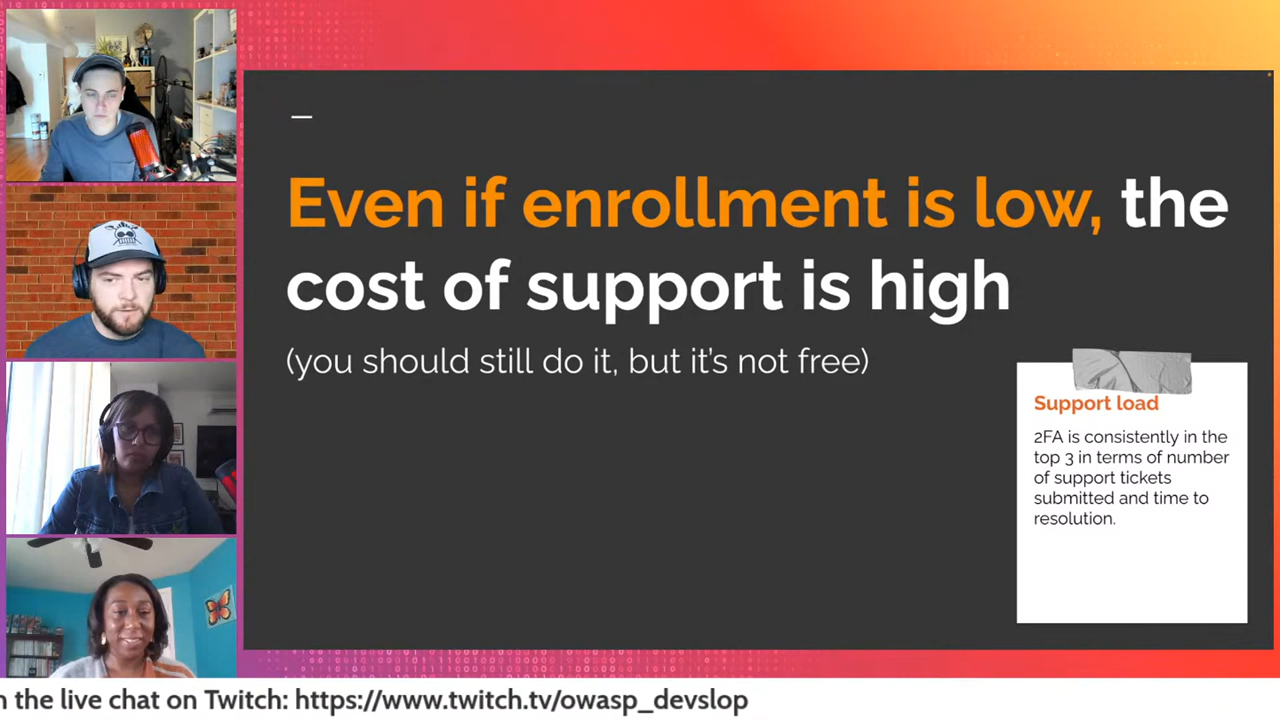 Even if enrollment is low, the
cost of support is high
(you should still do it, but it's not free)
Support load
2FA is consistently in the
top 3 in terms of number
of support tickets
submitted and time to
resolution.
n the live chat on Twitch: https://www.twitch.tv/owasp_devslop